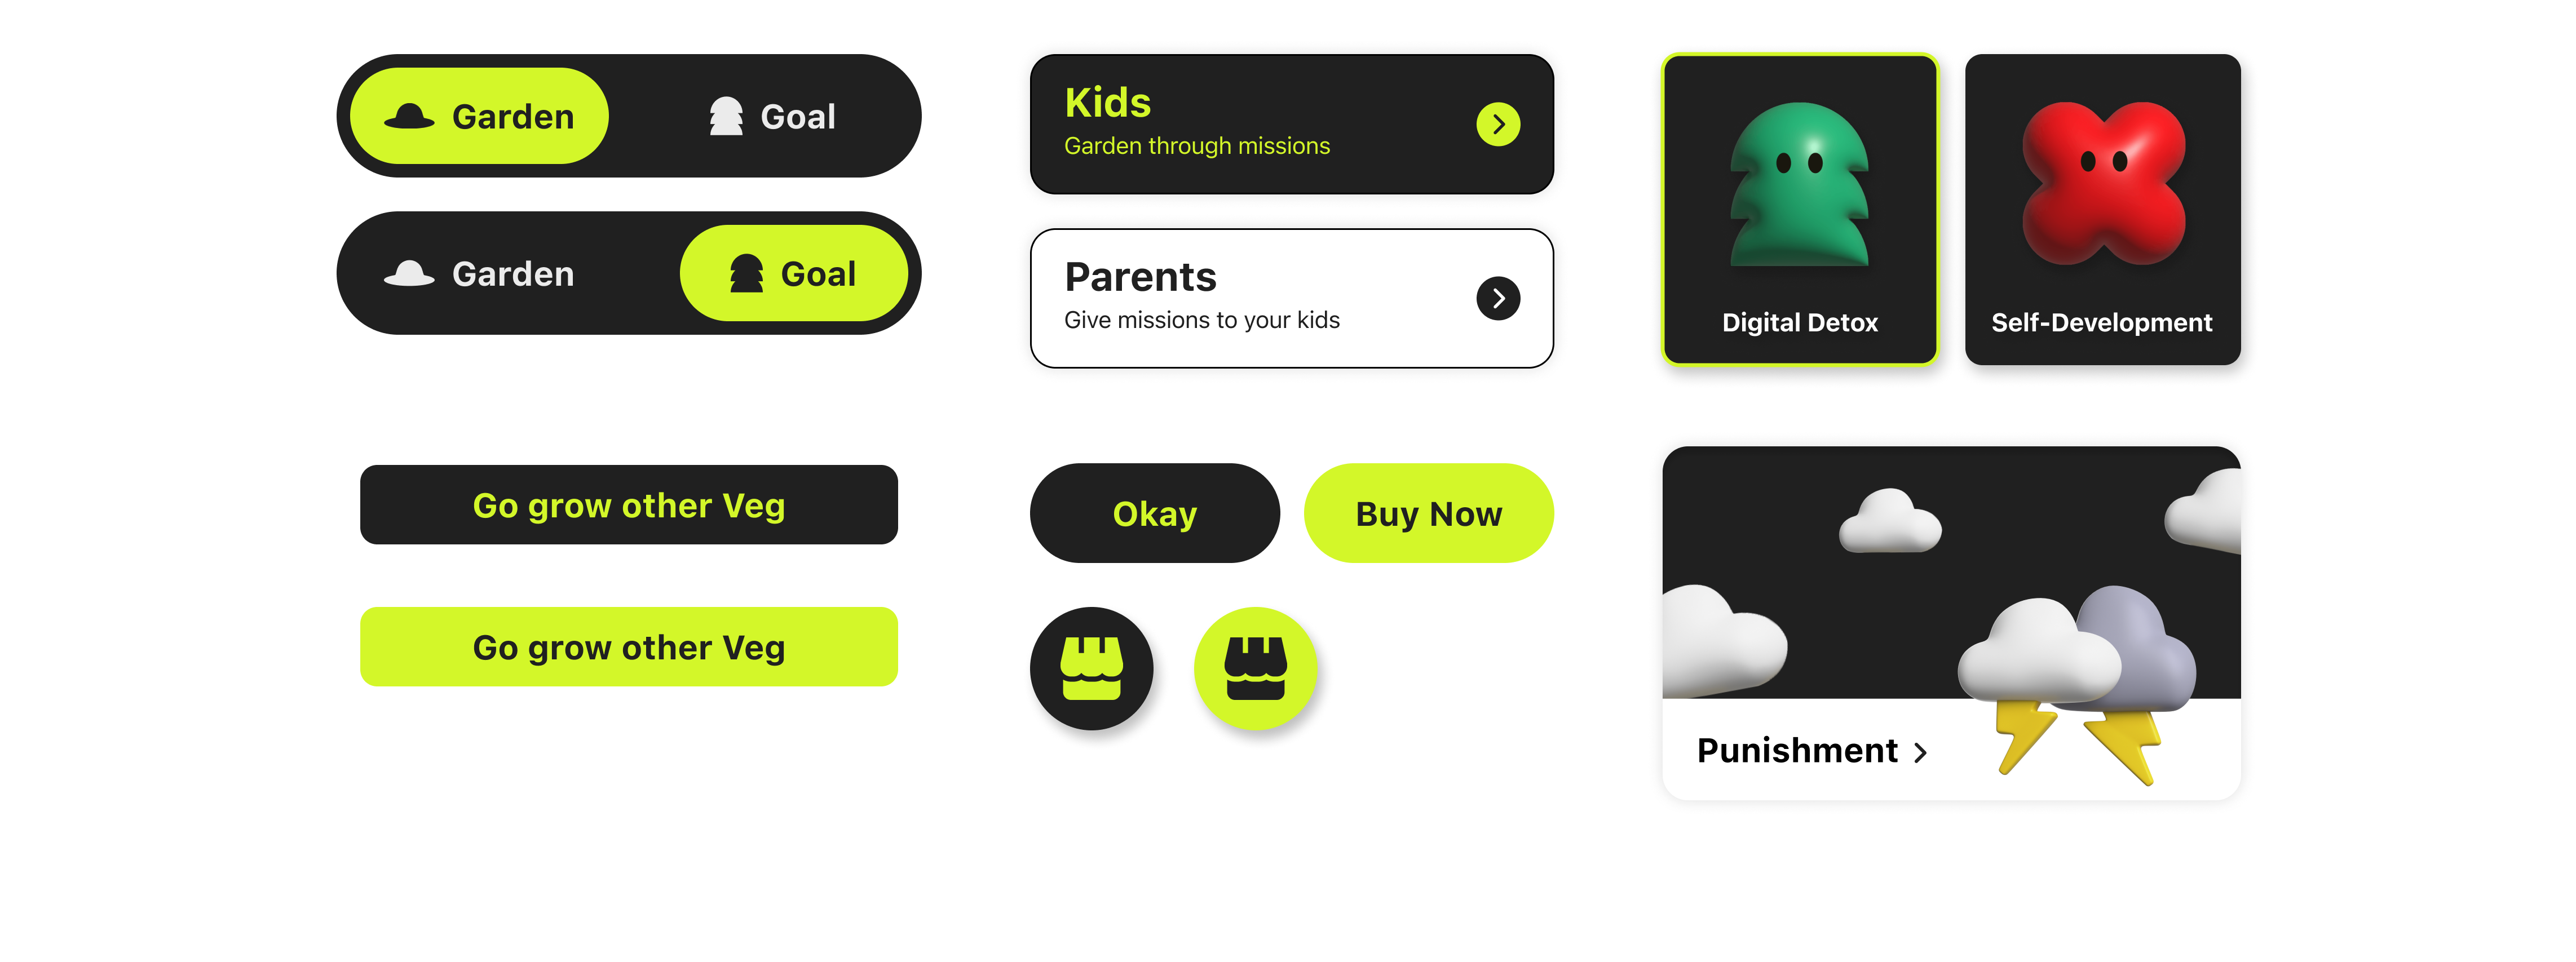 Garden
Goal
Garden
Goal
Go grow other Veg
Go grow other Veg
Kids
Garden through missions
Parents
Give missions to your kids
Okay
Buy Now
Digital Detox
Self-Development
Punishment